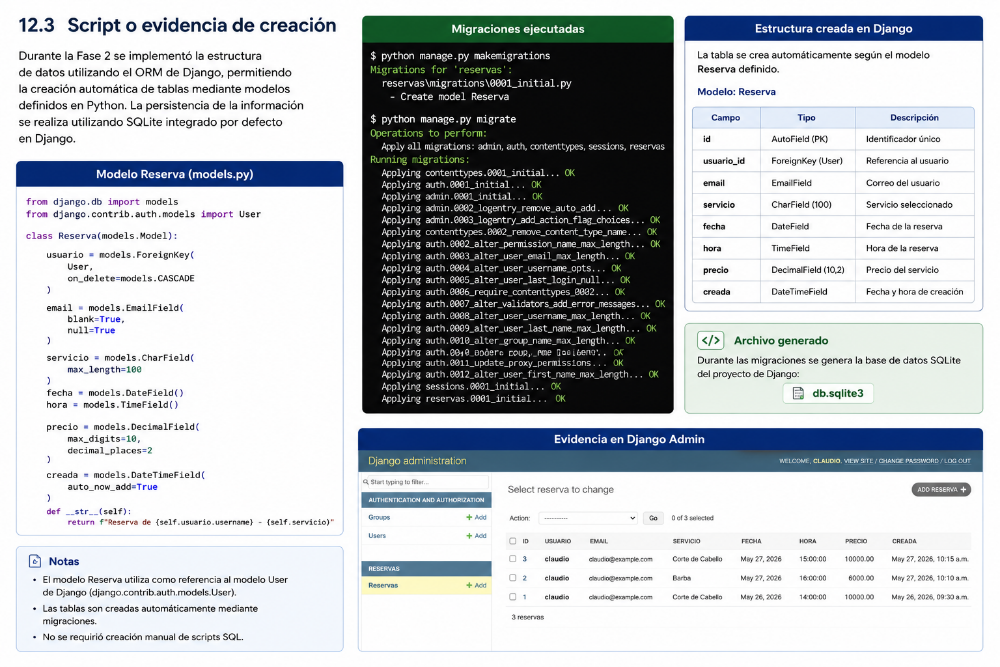 12.3 Script o evidencia de creación
Durante la Fase 2 se implementó la estructura
de datos utilizando el ORM de Django, permitiendo
la creación automática de tablas mediante modelos
definidos en Python. La persistencia de la información
se realiza utilizando SQLite integrado por defecto
en Django.
Modelo Reserva (models.py)
from django.db import models
from django.contrib.auth.models import User
class Reserva(models.Model):
usuario = models.ForeignKey(
User,
on_delete=models.CASCADE
)
email = models.EmailField(
blank=True,
null=True
)
servicio = models.CharField(
max_length=100
)
fecha = models.DateField()
hora = models.TimeField()
precio = models.DecimalField(
max_digits=10,
decimal_places=2
)
creada = models.DateTimeField(
auto_now_add=True
)
def __str__(self):
return f"Reserva de {self.usuario.username} - {self.servicio)"
Notas
• El modelo Reserva utiliza como referencia al modelo User
de Django (django.contrib.auth.models.User).
• Las tablas son creadas automáticamente mediante
migraciones.
• No se requirió creación manual de scripts SQL.
Migraciones ejecutadas
$ python manage.py makemigrations
Migrations for 'reservas':
reservas\migrations\0001_initial.py
- Create model Reserva
$ python manage.py migrate
Operations to perform:
Apply all migrations: admin, auth, contenttypes, sessions, reservas
Running migrations:
Applying contenttypes.0001_initial... OK
Applying auth.0001_initial... OK
Applying admin.0001_initial... OK
Applying admin.0002_logentry_remove_auto_add... OK
Applying admin.0003_logentry_add_action_flag_choices... OK
Applying contenttypes.0002_remove_content_type_name... OK
Applying auth.0002_alter_permission_name_max_length... OK
Applying auth.0003_alter_user_email_max_length... OK
Applying auth.0004_alter_user_username_opts... OK
Applying auth.0005_alter_user_last_login_null... OK
Applying auth.0006_require_contenttypes_0002... OK
Applying auth.0007_alter_validators_add_error_messages... OK
Applying auth.0008_alter_user_username_max_length... OK
Applying auth.0009_alter_user_last_name_max_length... OK
Applying auth.0010_alter_group_name_max_length... OK
Applying OK
Applying auth.0011_update_proxy_permissions... OK
Applying auth.0012_alter_user_first_name_max_length... OK
Applying sessions.0001_initial... OK
Applying reservas.0001_initial... OK
Estructura creada en Django
La tabla se crea automáticamente según el modelo
Reserva definido.
Modelo: Reserva
Campo Tipo Descripción
id AutoField (PK) Identificador único
usuario_id ForeignKey (User) Referencia al usuario
email EmailField Correo del usuario
servicio CharField (100) Servicio seleccionado
fecha DateField Fecha de la reserva
hora TimeField Hora de la reserva
precio DecimalField (10,2) Precio del servicio
creada DateTimeField Fecha y hora de creación
</> Archivo generado
Durante las migraciones se genera la base de datos SQLite
del proyecto de Django:
db.sqlite3
Evidencia en Django Admin
Django administration
WELCOME, CLAUDIO. VIEW SITE / CHANGE PASSWORD / LOG OUT
Start typing to filter...
AUTHENTICATION AND AUTHORIZATION
Groups + Add
Users + Add
RESERVAS
Reservas + Add
Select reserva to change
ADD RESERVA +
Action: ---------- Go 0 of 3 selected
ID USUARIO EMAIL SERVICIO FECHA HORA PRECIO CREADA
3 claudio claudio@example.com Corte de Cabello May 27, 2026 15:00:00 10000.00 May 27, 2026, 10:15 a.m.
2 claudio claudio@example.com Barba May 27, 2026 16:00:00 6000.00 May 27, 2026, 10:10 a.m.
1 claudio claudio@example.com Corte de Cabello May 26, 2026 14:00:00 10000.00 May 26, 2026, 09:30 a.m.
3 reservas